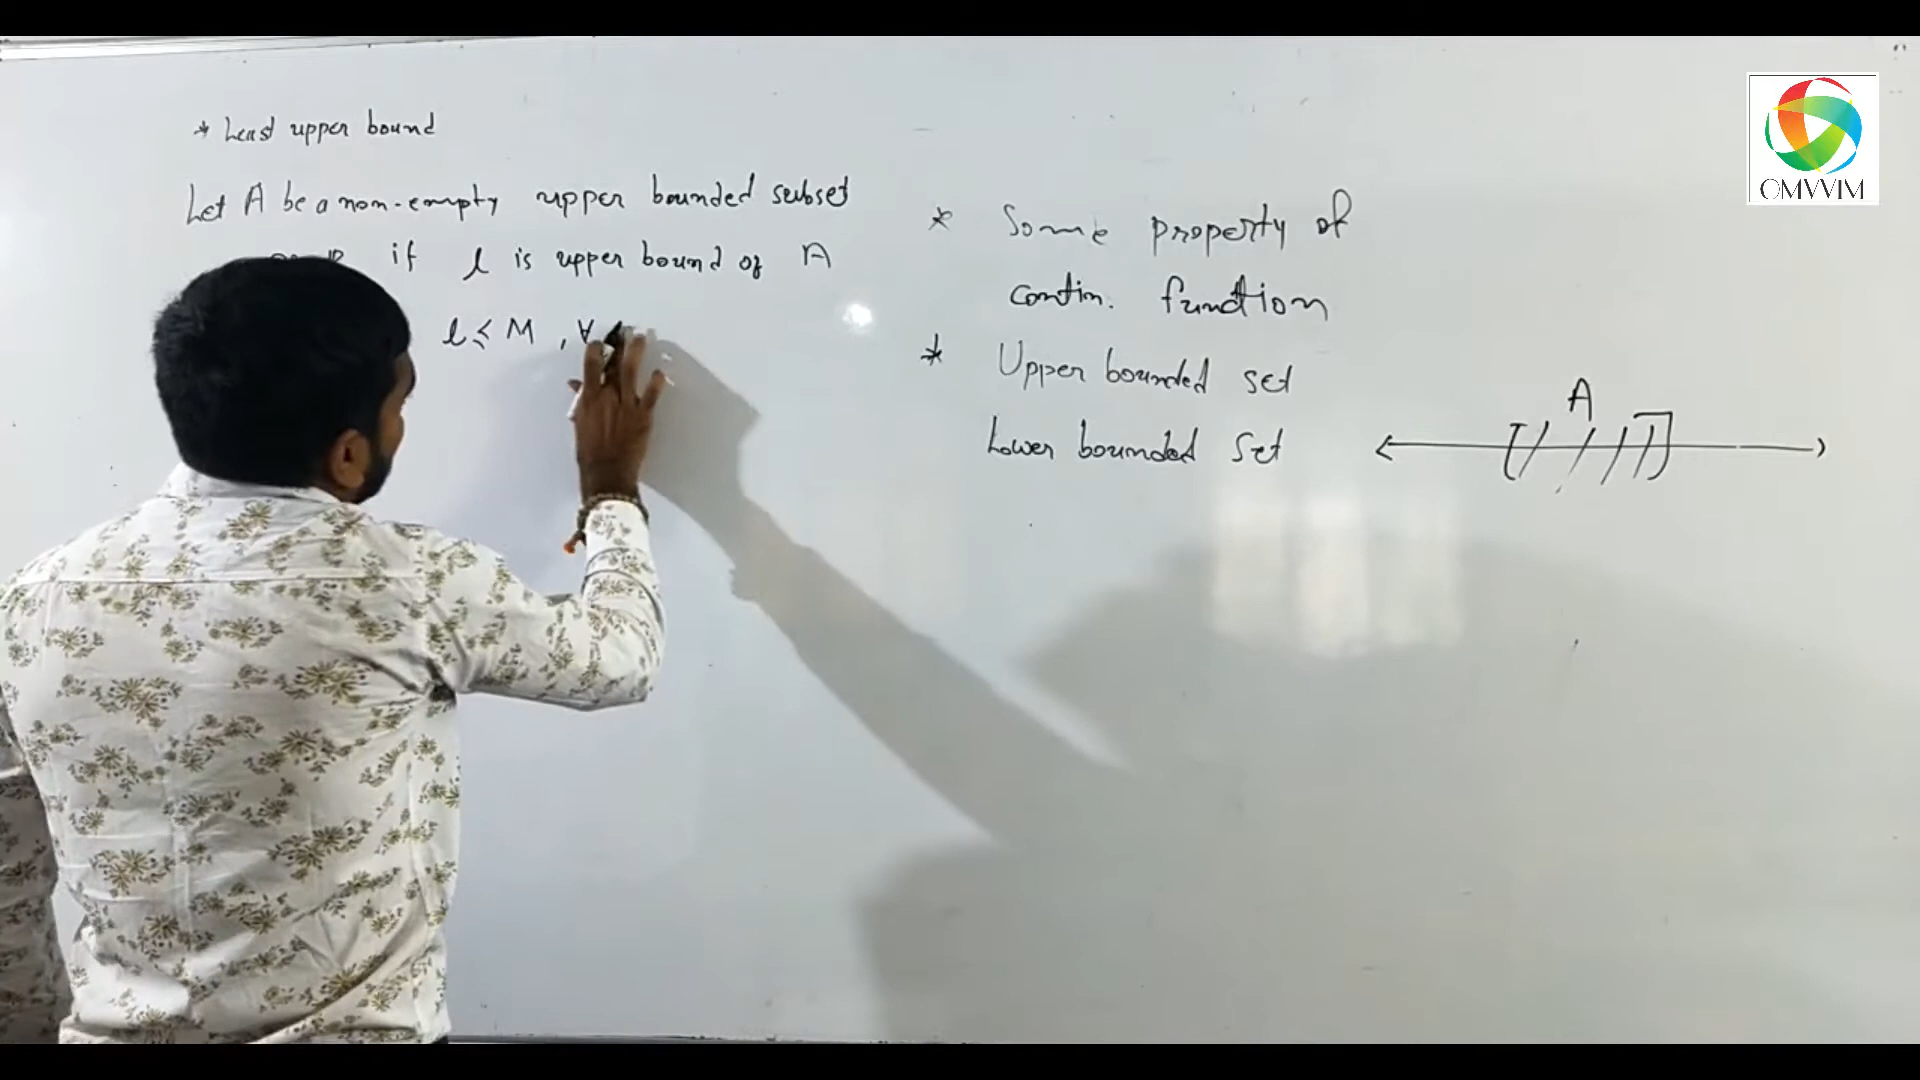 * Least upper bound
Let A be a non-empty upper bounded subset
if l is upper bound of A
l ≤ M , ∀
* Some property of
contin. function
* Upper bounded set
Lower bounded set
A
OMVVIM